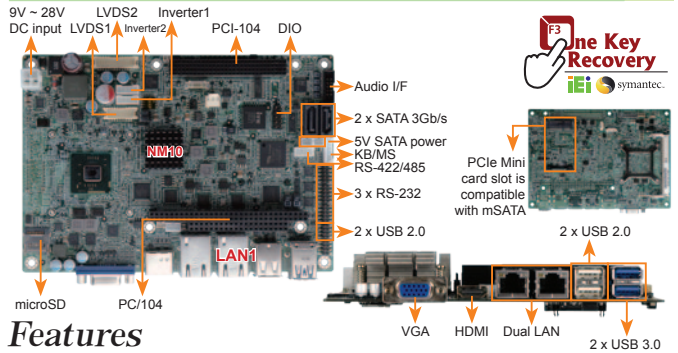 9V ~ 28V
DC input
LVDS2
LVDS1
Inverter1
Inverter2
PCI-104
DIO
Audio I/F
2 x SATA 3Gb/s
5V SATA power
KB/MS
RS-422/485
3 x RS-232
2 x USB 2.0
NM10
LAN1
microSD
PC/104
F3
One Key
Recovery
iEi
symantec.
PCIe Mini
card slot is
compatible
with mSATA
2 x USB 2.0
VGA
HDMI
Dual LAN
2 x USB 3.0
Features